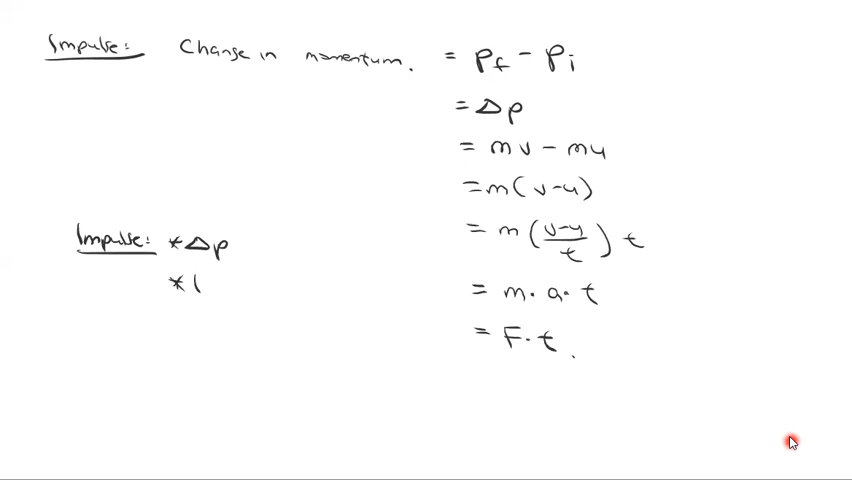 Impulse: Change in momentum. = Pf - Pi
= Δp
= mv - mu
= m(v-u)
= m (v-u/t) t
Impulse: *Δp
*(
= m. a. t
= F. t.